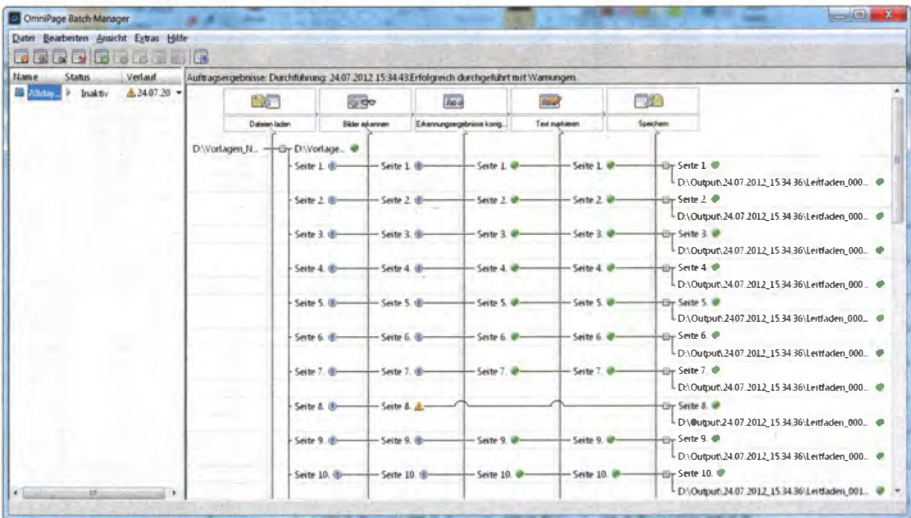 OmniPage Batch Manager
Datei Bearbeiten Ansicht Extras Hilfe
Name Status Verlauf
Auftragsergebnisse: Durchführung: 24.07.2012 15:34:43.Erfolgreich durchgeführt mit Warnungen.
Allday... Inaktiv 24.07.20
Dateien laden Bilder erkennen Erkennungsergebnisse korrig... Text markieren Speichern
D:\Vorlagen_N... D:\Vorlage...
Seite 1. Seite 1. Seite 1. Seite 1. Seite 1.
D:\Output\24.07.2012_15.34.36\Leitfaden_000...
Seite 2. Seite 2. Seite 2. Seite 2. Seite 2.
D:\Output\24.07.2012_15.34.36\Leitfaden_000...
Seite 3. Seite 3. Seite 3. Seite 3. Seite 3.
D:\Output\24.07.2012_15.34.36\Leitfaden_000...
Seite 4. Seite 4. Seite 4. Seite 4. Seite 4.
D:\Output\24.07.2012_15.34.36\Leitfaden_000...
Seite 5. Seite 5. Seite 5. Seite 5. Seite 5.
D:\Output\24.07.2012_15.34.36\Leitfaden_000...
Seite 6. Seite 6. Seite 6. Seite 6. Seite 6.
D:\Output\24.07.2012_15.34.36\Leitfaden_000...
Seite 7. Seite 7. Seite 7. Seite 7. Seite 7.
D:\Output\24.07.2012_15.34.36\Leitfaden_000...
Seite 8. Seite 8. Seite 8.
D:\Output\24.07.2012_15.34.36\Leitfaden_000...
Seite 9. Seite 9. Seite 9. Seite 9. Seite 9.
D:\Output\24.07.2012_15.34.36\Leitfaden_000...
Seite 10. Seite 10. Seite 10. Seite 10. Seite 10.
D:\Output\24.07.2012_15.34.36\Leitfaden_001...